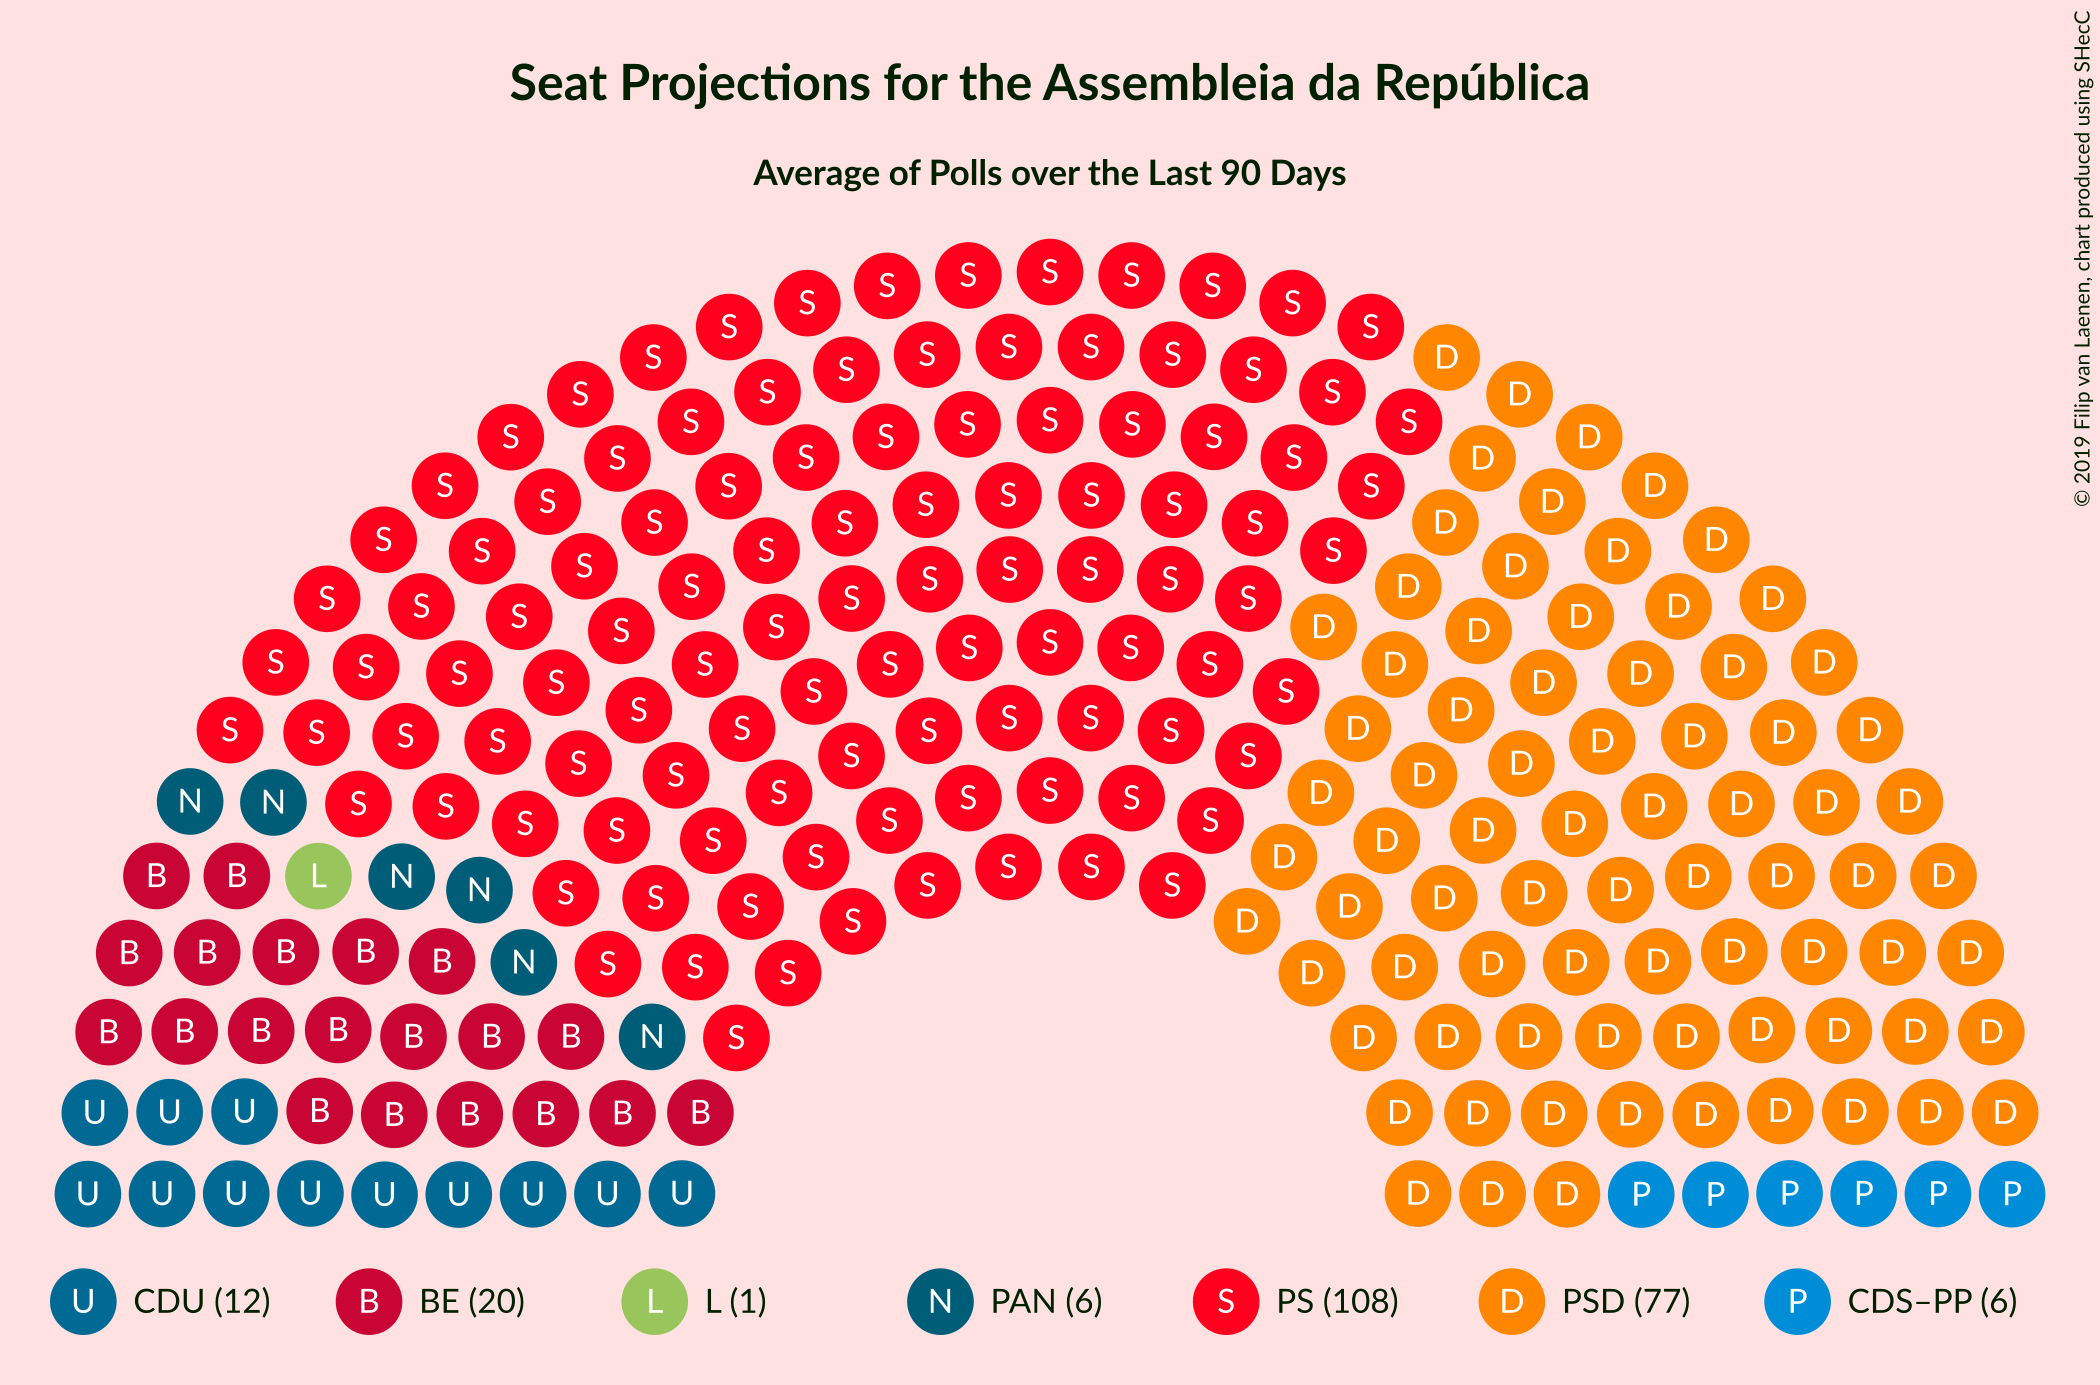 Seat Projections for the Assembleia da República
Average of Polls over the Last 90 Days
© 2019 Filip van Laenen, chart produced using SHecC
S S S S S S S S S S S S S S S S S S D D D D D D D D D D D D
U CDU (12) B BE (20) L L (1) N PAN (6) S PS (108) D PSD (77) P CDS–PP (6)